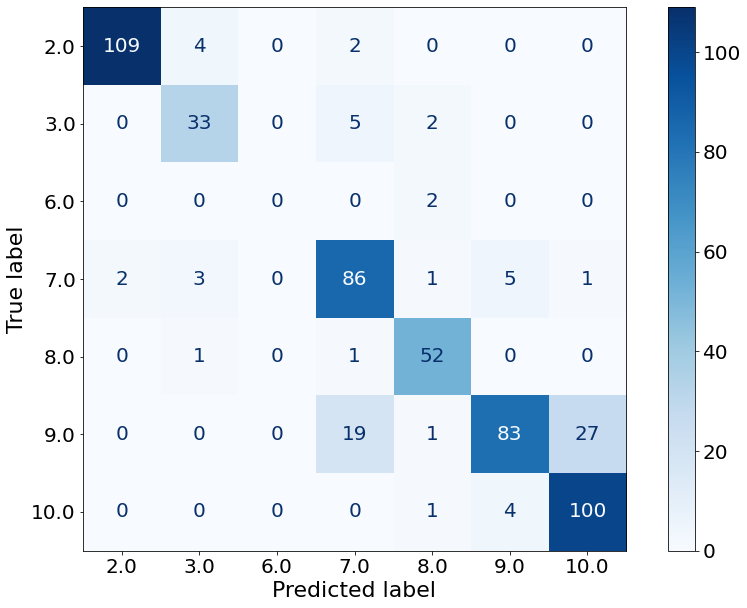 2.0 109 4 0 2 0 0 0
3.0 0 33 0 5 2 0 0
6.0 0 0 0 0 2 0 0
7.0 2 3 0 86 1 5 1
8.0 0 1 0 1 52 0 0
9.0 0 0 0 19 1 83 27
10.0 0 0 0 0 1 4 100
2.0 3.0 6.0 7.0 8.0 9.0 10.0
Predicted label
True label
100
80
60
40
20
0